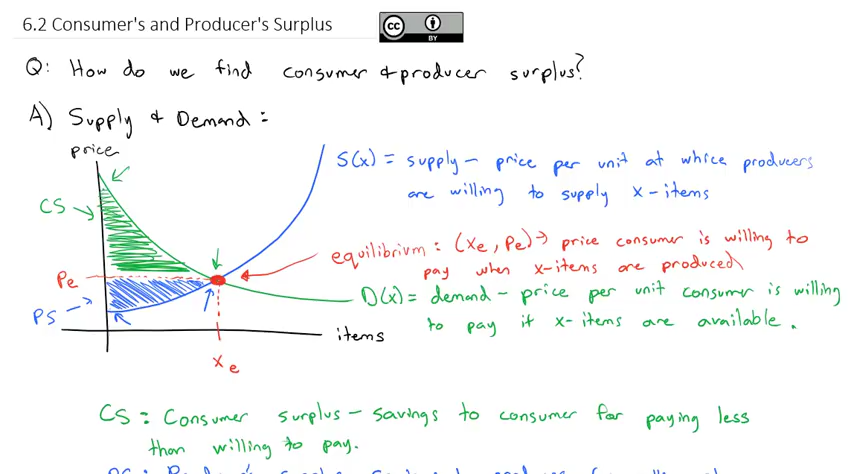 6.2 Consumer's and Producer's Surplus
cc BY
Q: How do we find consumer & producer surplus?
A) Supply & Demand:
price
S(x) = supply - price per unit at whice producers
are willing to supply x-items
CS
equilibrium: (xe, Pe) → price consumer is willing to
pay when x-items are produced
Pe
D(x) = demand - price per unit consumer is willing
to pay if x-items are available.
PS
items
xe
CS: Consumer surplus - savings to consumer for paying less
than willing to pay.